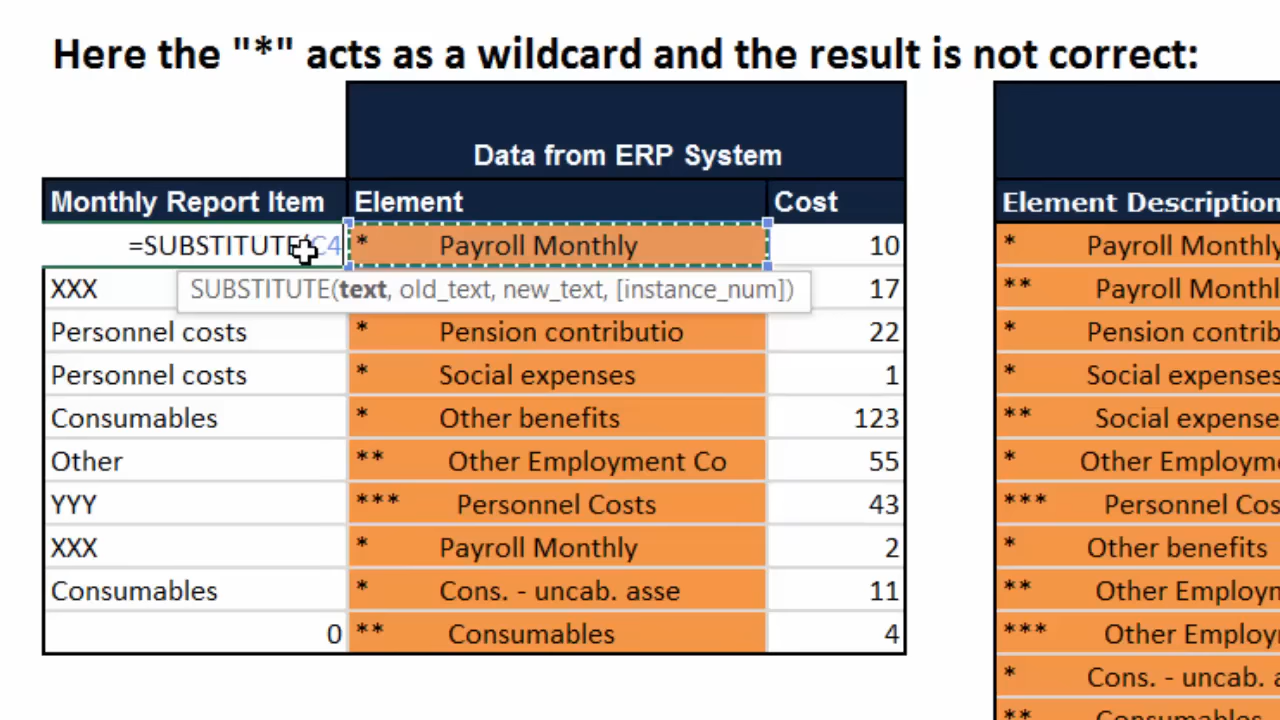 Here the "*" acts as a wildcard and the result is not correct:
Data from ERP System
Monthly Report Item Element Cost Element Description
=SUBSTITUTE(C4 * Payroll Monthly 10 * Payroll Monthly
XXX 17 ** Payroll Monthl
SUBSTITUTE(text, old_text, new_text, [instance_num])
Personnel costs * Pension contributio 22 * Pension contrib
Personnel costs * Social expenses 1 * Social expenses
Consumables * Other benefits 123 ** Social expense
Other ** Other Employment Co 55 * Other Employme
YYY *** Personnel Costs 43 *** Personnel Cos
XXX * Payroll Monthly 2 * Other benefits
Consumables * Cons. - uncab. asse 11 ** Other Employn
0 ** Consumables 4 *** Other Employ
* Cons. - uncab. a
** Consumables